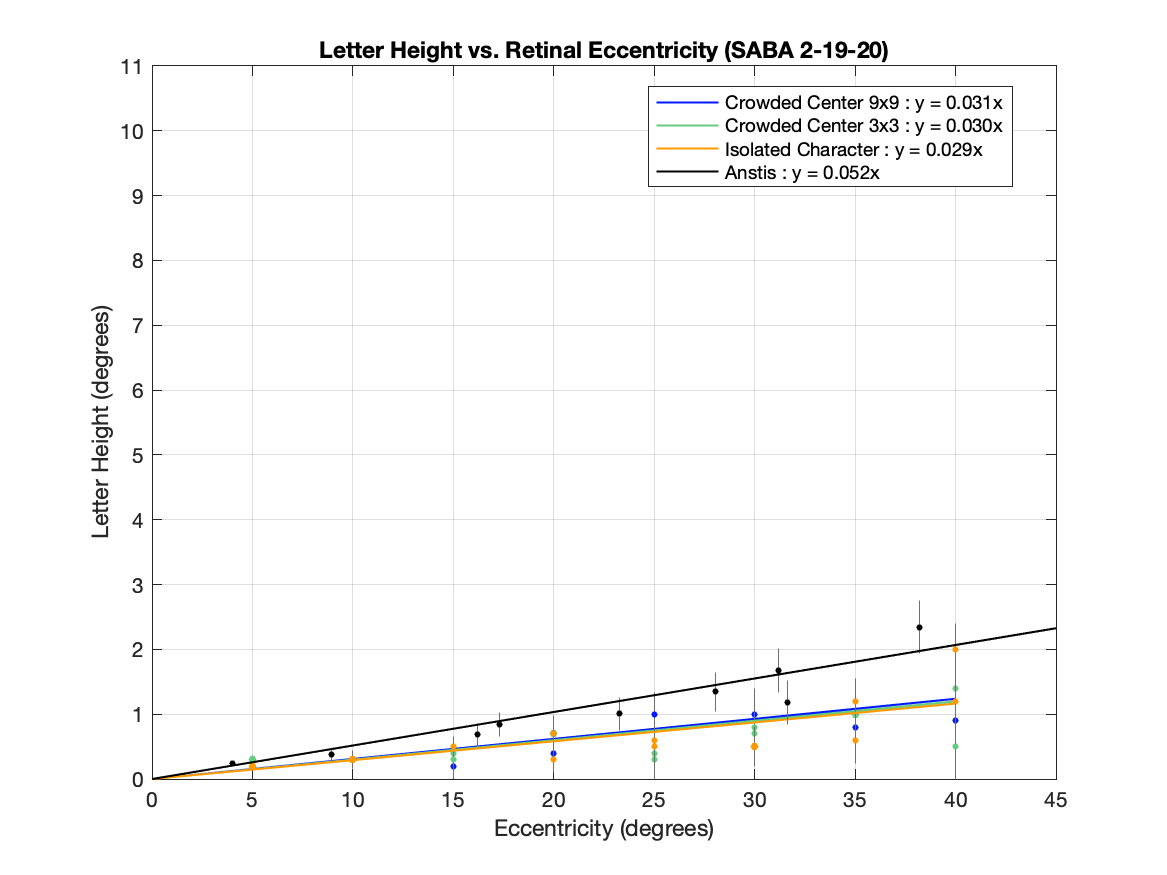 Letter Height vs. Retinal Eccentricity (SABA 2-19-20)
11
10
9
8
7
6
5
4
3
2
1
0
Letter Height (degrees)
Crowded Center 9x9 : y = 0.031x
Crowded Center 3x3 : y = 0.030x
Isolated Character : y = 0.029x
Anstis : y = 0.052x
0 5 10 15 20 25 30 35 40 45
Eccentricity (degrees)